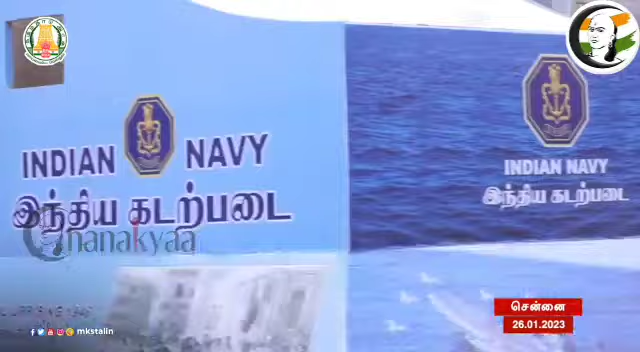 INDIAN NAVY
இந்திய கடற்படை
INDIAN NAVY
இந்திய கடற்படை
Chanakyaa
சென்னை
26.01.2023
mkstalin